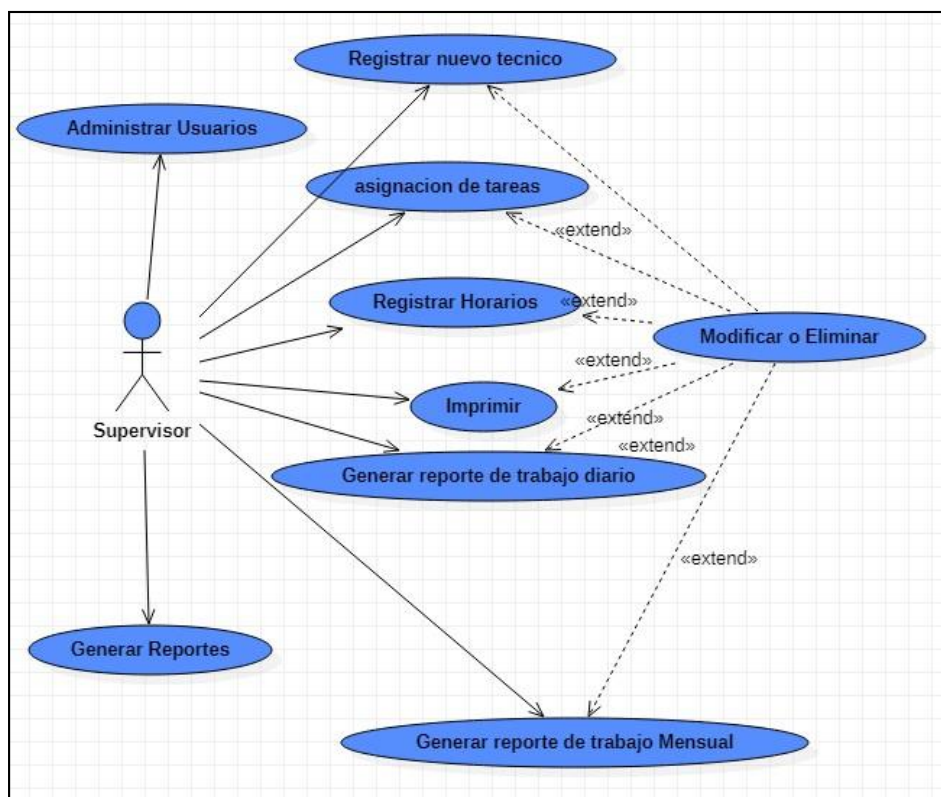 Registrar nuevo tecnico
Administrar Usuarios
asignacion de tareas
«extend»
Registrar Horarios
«extend»
Modificar o Eliminar
«extend»
Imprimir
«extend»
Supervisor
«extend»
Generar reporte de trabajo diario
«extend»
Generar Reportes
Generar reporte de trabajo Mensual